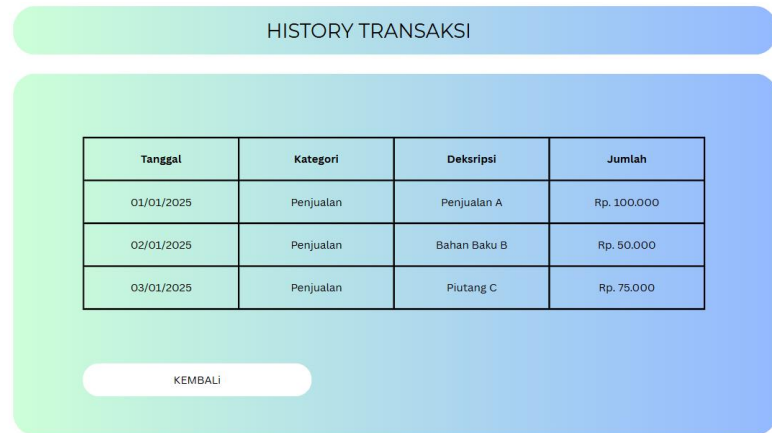 HISTORY TRANSAKSI
Tanggal Kategori Deksripsi Jumlah
01/01/2025 Penjualan Penjualan A Rp. 100.000
02/01/2025 Penjualan Bahan Baku B Rp. 50.000
03/01/2025 Penjualan Piutang C Rp. 75.000
KEMBALi